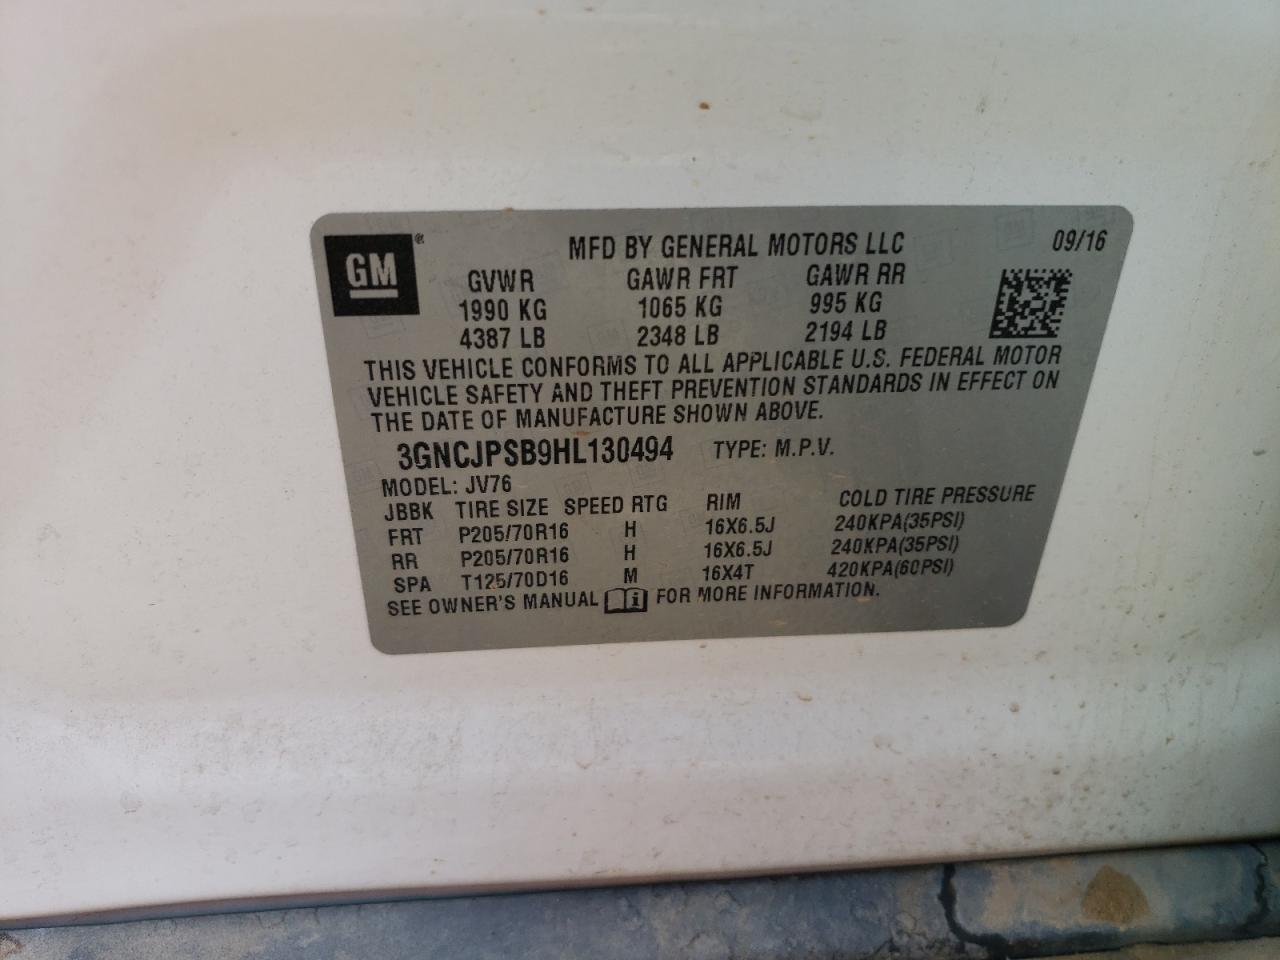 GM®
MFD BY GENERAL MOTORS LLC 09/16
GVWR GAWR FRT GAWR RR
1990 KG 1065 KG 995 KG
4387 LB 2348 LB 2194 LB
THIS VEHICLE CONFORMS TO ALL APPLICABLE U.S. FEDERAL MOTOR
VEHICLE SAFETY AND THEFT PREVENTION STANDARDS IN EFFECT ON
THE DATE OF MANUFACTURE SHOWN ABOVE.
3GNCJPSB9HL130494 TYPE: M.P.V.
MODEL: JV76
JBBK TIRE SIZE SPEED RTG RIM COLD TIRE PRESSURE
FRT P205/70R16 H 16X6.5J 240KPA(35PSI)
RR P205/70R16 H 16X6.5J 240KPA(35PSI)
SPA T125/70D16 M 16X4T 420KPA(60PSI)
SEE OWNER'S MANUAL FOR MORE INFORMATION.